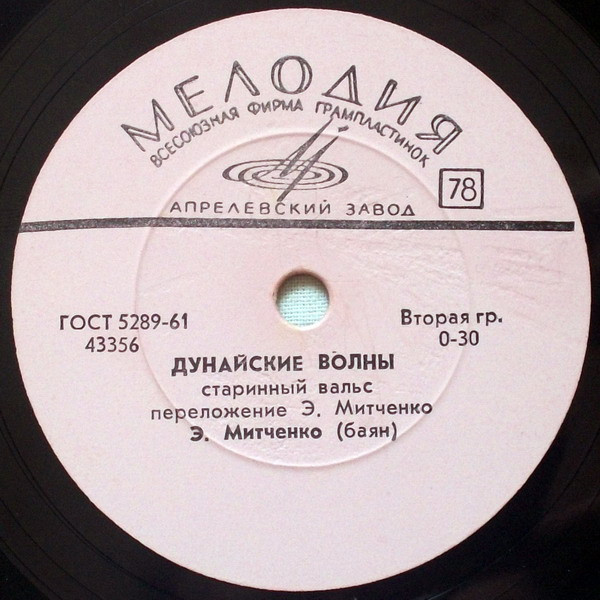 МЕЛОДИЯ
ВСЕСОЮЗНАЯ ФИРМА ГРАМПЛАСТИНОК
АПРЕЛЕВСКИЙ ЗАВОД
78
ГОСТ 5289-61
43356
Вторая гр.
0-30
ДУНАЙСКИЕ ВОЛНЫ
старинный вальс
переложение Э. Митченко
Э. Митченко (баян)